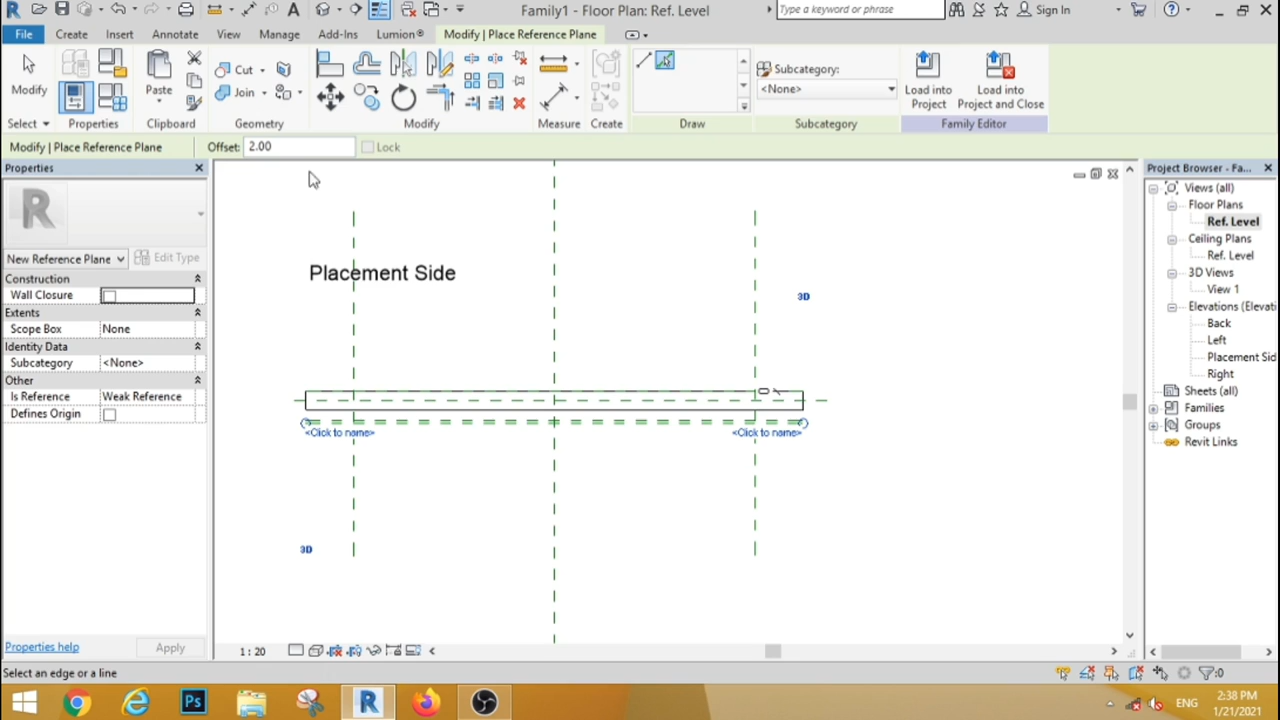 Family1 - Floor Plan: Ref. Level
Type a keyword or phrase
Sign In
File
Create
Insert
Annotate
View
Manage
Add-Ins
Lumion®
Modify | Place Reference Plane
Modify
Paste
Cut
Join
Load into
Project
Load into
Project and Close
Subcategory:
<None>
Select
Properties
Clipboard
Geometry
Modify
Measure
Create
Draw
Subcategory
Family Editor
Modify | Place Reference Plane
Offset: 2.00
Lock
Properties
New Reference Plane
Edit Type
Construction
Wall Closure
Extents
Scope Box None
Identity Data
Subcategory <None>
Other
Is Reference Weak Reference
Defines Origin
Properties help
Apply
Placement Side
3D
<Click to name>
<Click to name>
3D
1 : 20
Project Browser - Fa...
Views (all)
Floor Plans
Ref. Level
Ceiling Plans
Ref. Level
3D Views
View 1
Elevations (Elevati
Back
Left
Placement Sid
Right
Sheets (all)
Families
Groups
Revit Links
Select an edge or a line
:0
ENG
2:38 PM
1/21/2021